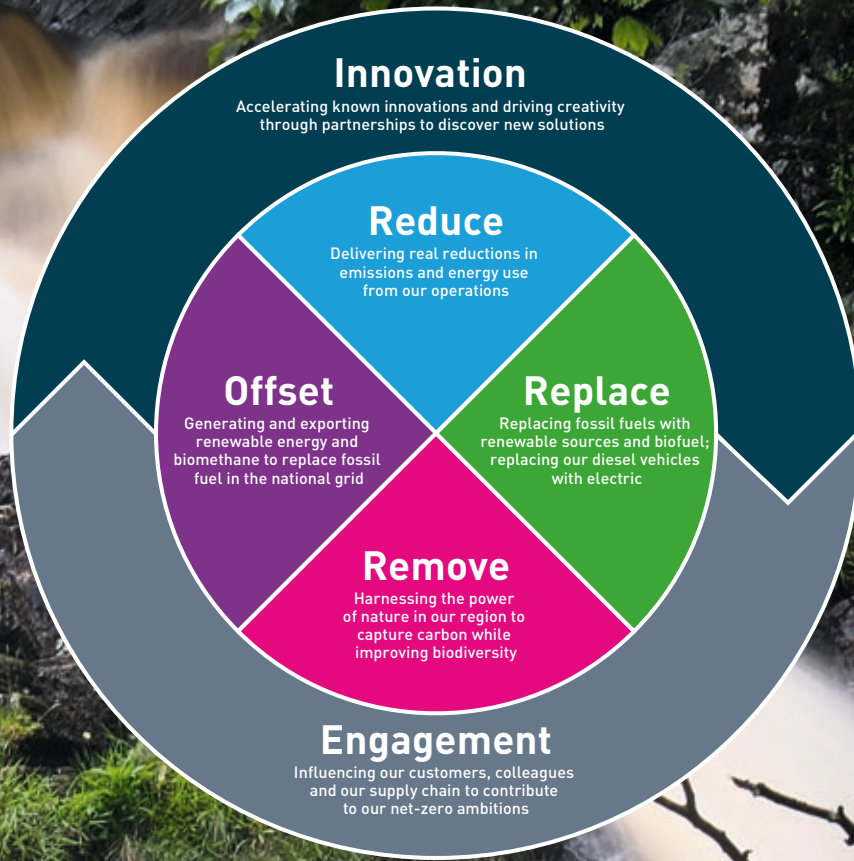 Innovation
Accelerating known innovations and driving creativity
through partnerships to discover new solutions
Reduce
Delivering real reductions in
emissions and energy use
from our operations
Offset
Generating and exporting
renewable energy and
biomethane to replace fossil
fuel in the national grid
Replace
Replacing fossil fuels with
renewable sources and biofuel;
replacing our diesel vehicles
with electric
Remove
Harnessing the power
of nature in our region to
capture carbon while
improving biodiversity
Engagement
Influencing our customers, colleagues
and our supply chain to contribute
to our net-zero ambitions